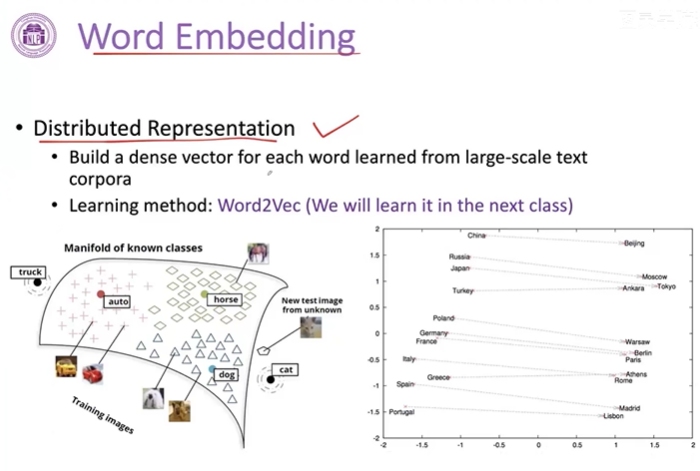 NLP
Word Embedding
• Distributed Representation
• Build a dense vector for each word learned from large-scale text
corpora
• Learning method: Word2Vec (We will learn it in the next class)
Manifold of known classes
truck
auto
horse
New test image
from unknown
dog
cat
Training images
2
1.5
1
0.5
0
-0.5
-1
-1.5
-2
China
Beijing
Russia
Japan
Moscow
Turkey
Ankara
Tokyo
Poland
Germany
France
Warsaw
Berlin
Paris
Italy
Greece
Athens
Rome
Spain
Madrid
Portugal
Lisbon
-2
-1.5
-1
-0.5
0
0.5
1
1.5
2